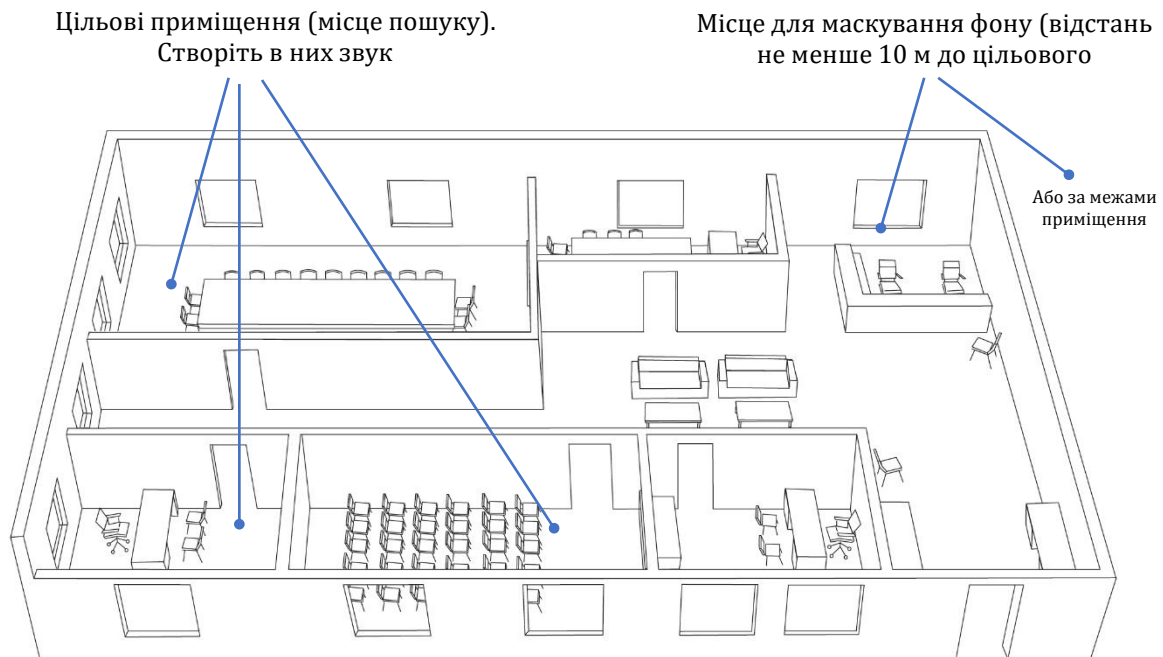 Цільові приміщення (місце пошуку).
Створіть в них звук
Місце для маскування фону (відстань
не менше 10 м до цільового
Або за межами
приміщення